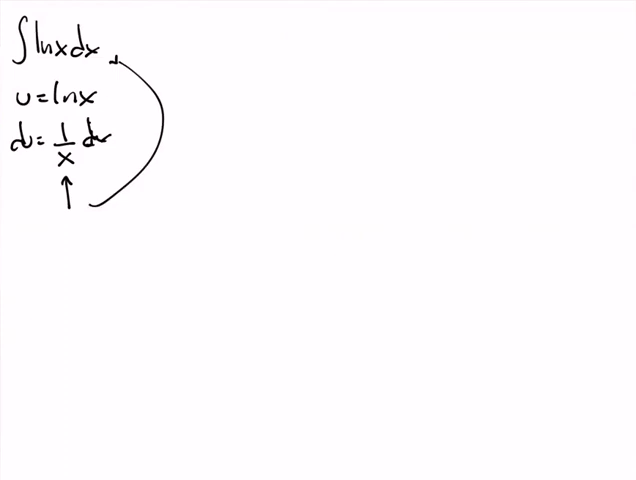 ∫ lnx dx
u = lnx
du = 1/x dx